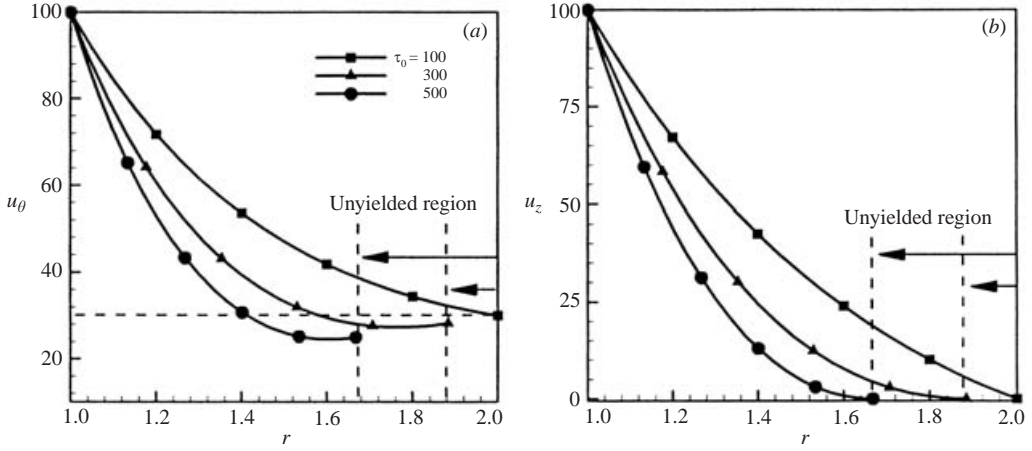 100
(a)
τ₀ = 100
300
500
80
60
u_θ
Unyielded region
40
20
1.0 1.2 1.4 1.6 1.8 2.0
r
100
(b)
75
u_z
50
Unyielded region
25
0
1.0 1.2 1.4 1.6 1.8 2.0
r